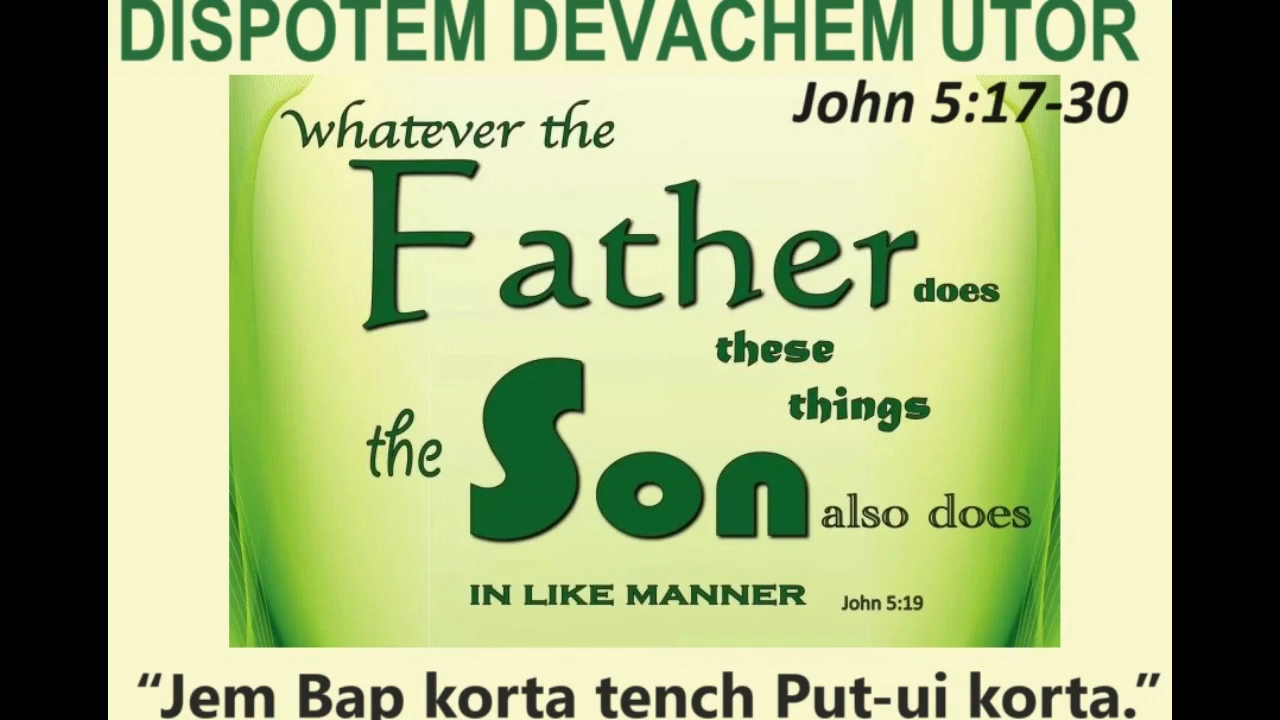 DISPOTEM DEVACHEM UTOR
John 5:17-30
whatever the
Father does
these
things
the Son also does
IN LIKE MANNER John 5:19
“Jem Bap korta tench Put-ui korta.”